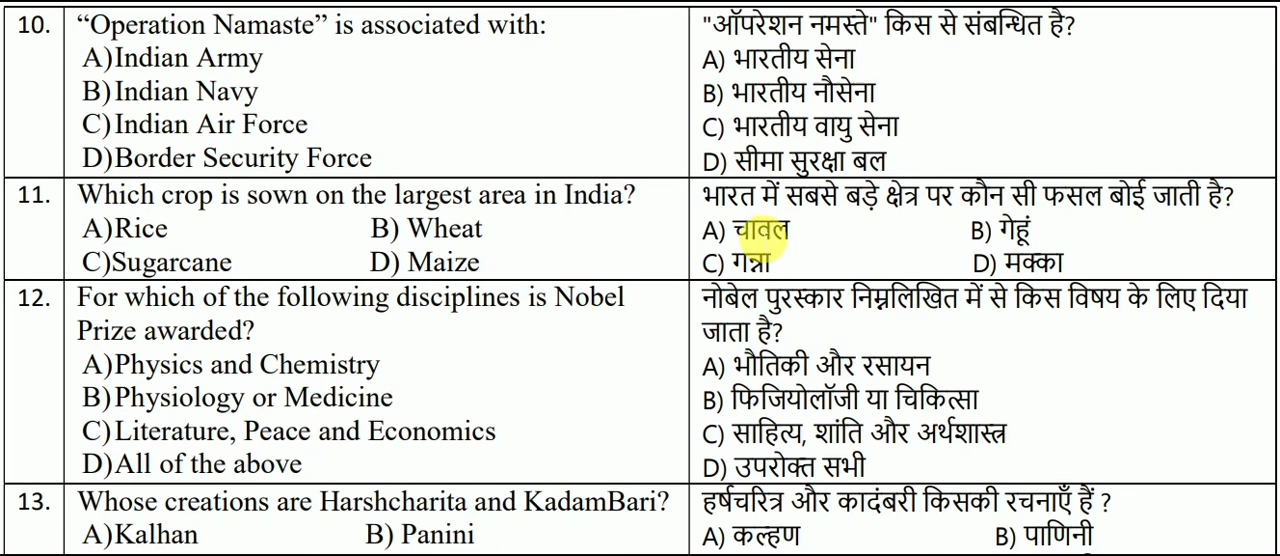 10. “Operation Namaste” is associated with:
A)Indian Army
B)Indian Navy
C)Indian Air Force
D)Border Security Force
"ऑपरेशन नमस्ते" किस से संबन्धित है?
A) भारतीय सेना
B) भारतीय नौसेना
C) भारतीय वायु सेना
D) सीमा सुरक्षा बल
11. Which crop is sown on the largest area in India?
A)Rice B) Wheat
C)Sugarcane D) Maize
भारत में सबसे बड़े क्षेत्र पर कौन सी फसल बोई जाती है?
A) चावल B) गेहूं
C) गन्ना D) मक्का
12. For which of the following disciplines is Nobel
Prize awarded?
A)Physics and Chemistry
B)Physiology or Medicine
C)Literature, Peace and Economics
D)All of the above
नोबेल पुरस्कार निम्नलिखित में से किस विषय के लिए दिया
जाता है?
A) भौतिकी और रसायन
B) फिजियोलॉजी या चिकित्सा
C) साहित्य, शांति और अर्थशास्त्र
D) उपरोक्त सभी
13. Whose creations are Harshcharita and KadamBari?
A)Kalhan B) Panini
हर्षचरित्र और कादंबरी किसकी रचनाएँ हैं ?
A) कल्हण B) पाणिनी